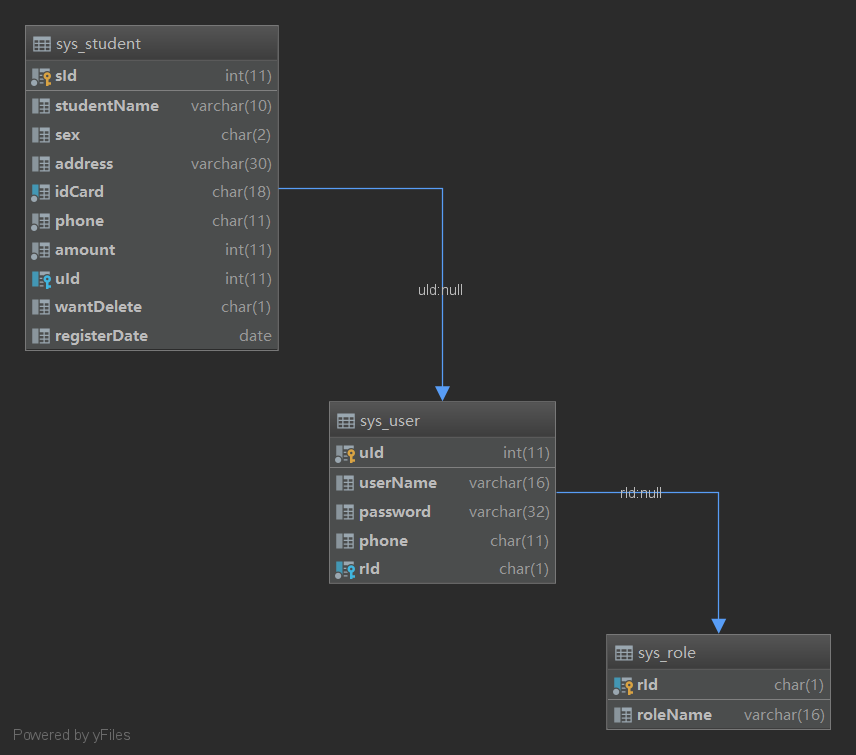 sys_student
sId int(11)
studentName varchar(10)
sex char(2)
address varchar(30)
idCard char(18)
phone char(11)
amount int(11)
uId int(11)
wantDelete char(1)
registerDate date
uId:null
sys_user
uId int(11)
userName varchar(16)
password varchar(32)
phone char(11)
rId char(1)
rId:null
sys_role
rId char(1)
roleName varchar(16)
Powered by yFiles